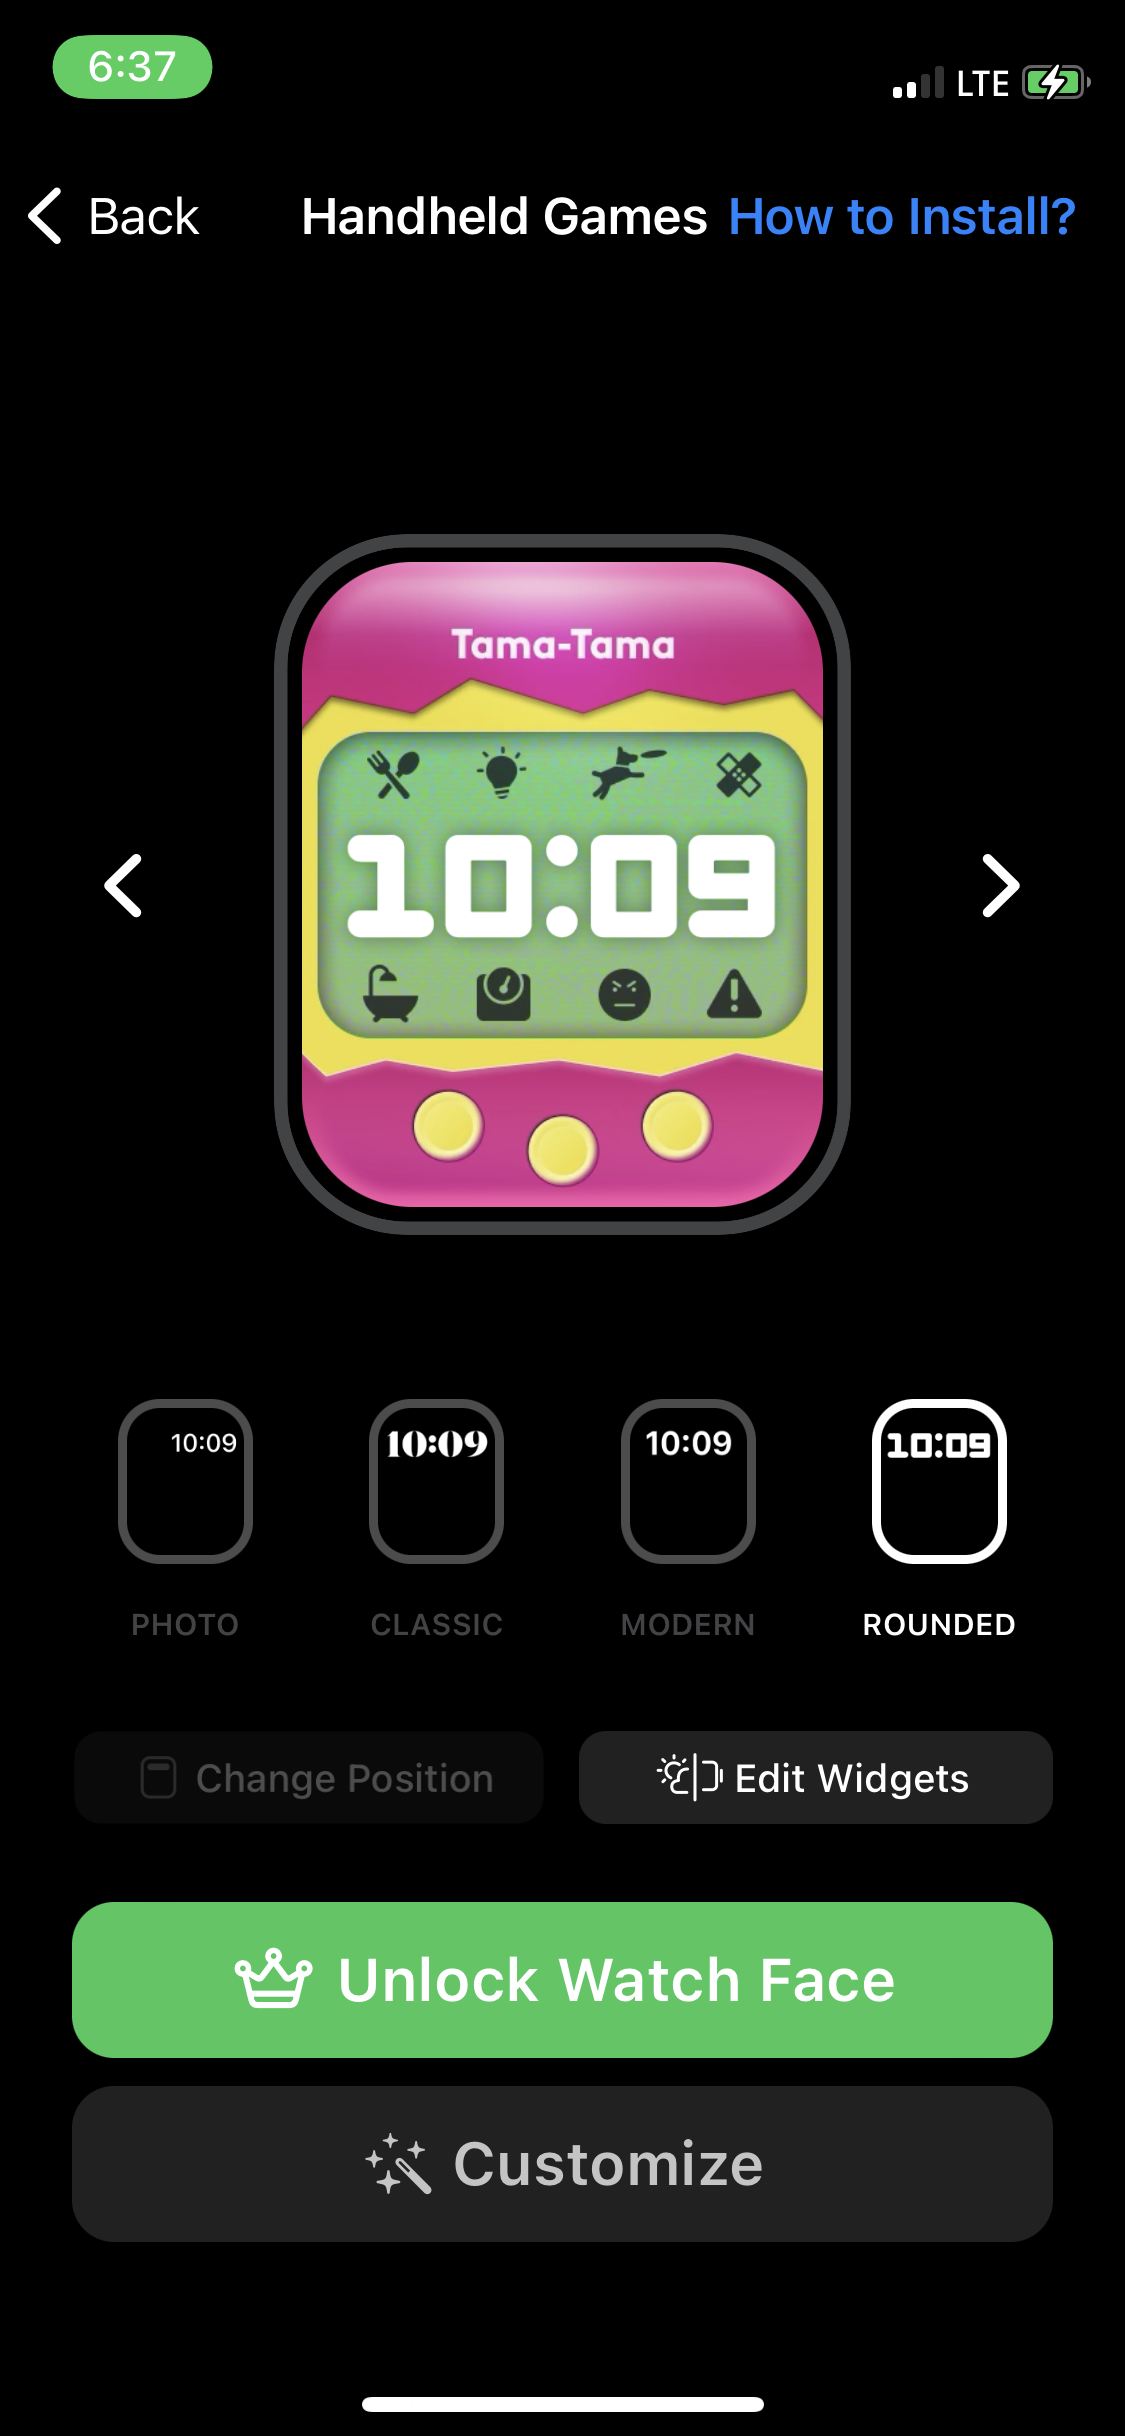 6:37
LTE
Back
Handheld Games
How to Install?
Tama-Tama
10:09
10:09
10:09
10:09
10:09
PHOTO
CLASSIC
MODERN
ROUNDED
Change Position
Edit Widgets
Unlock Watch Face
Customize